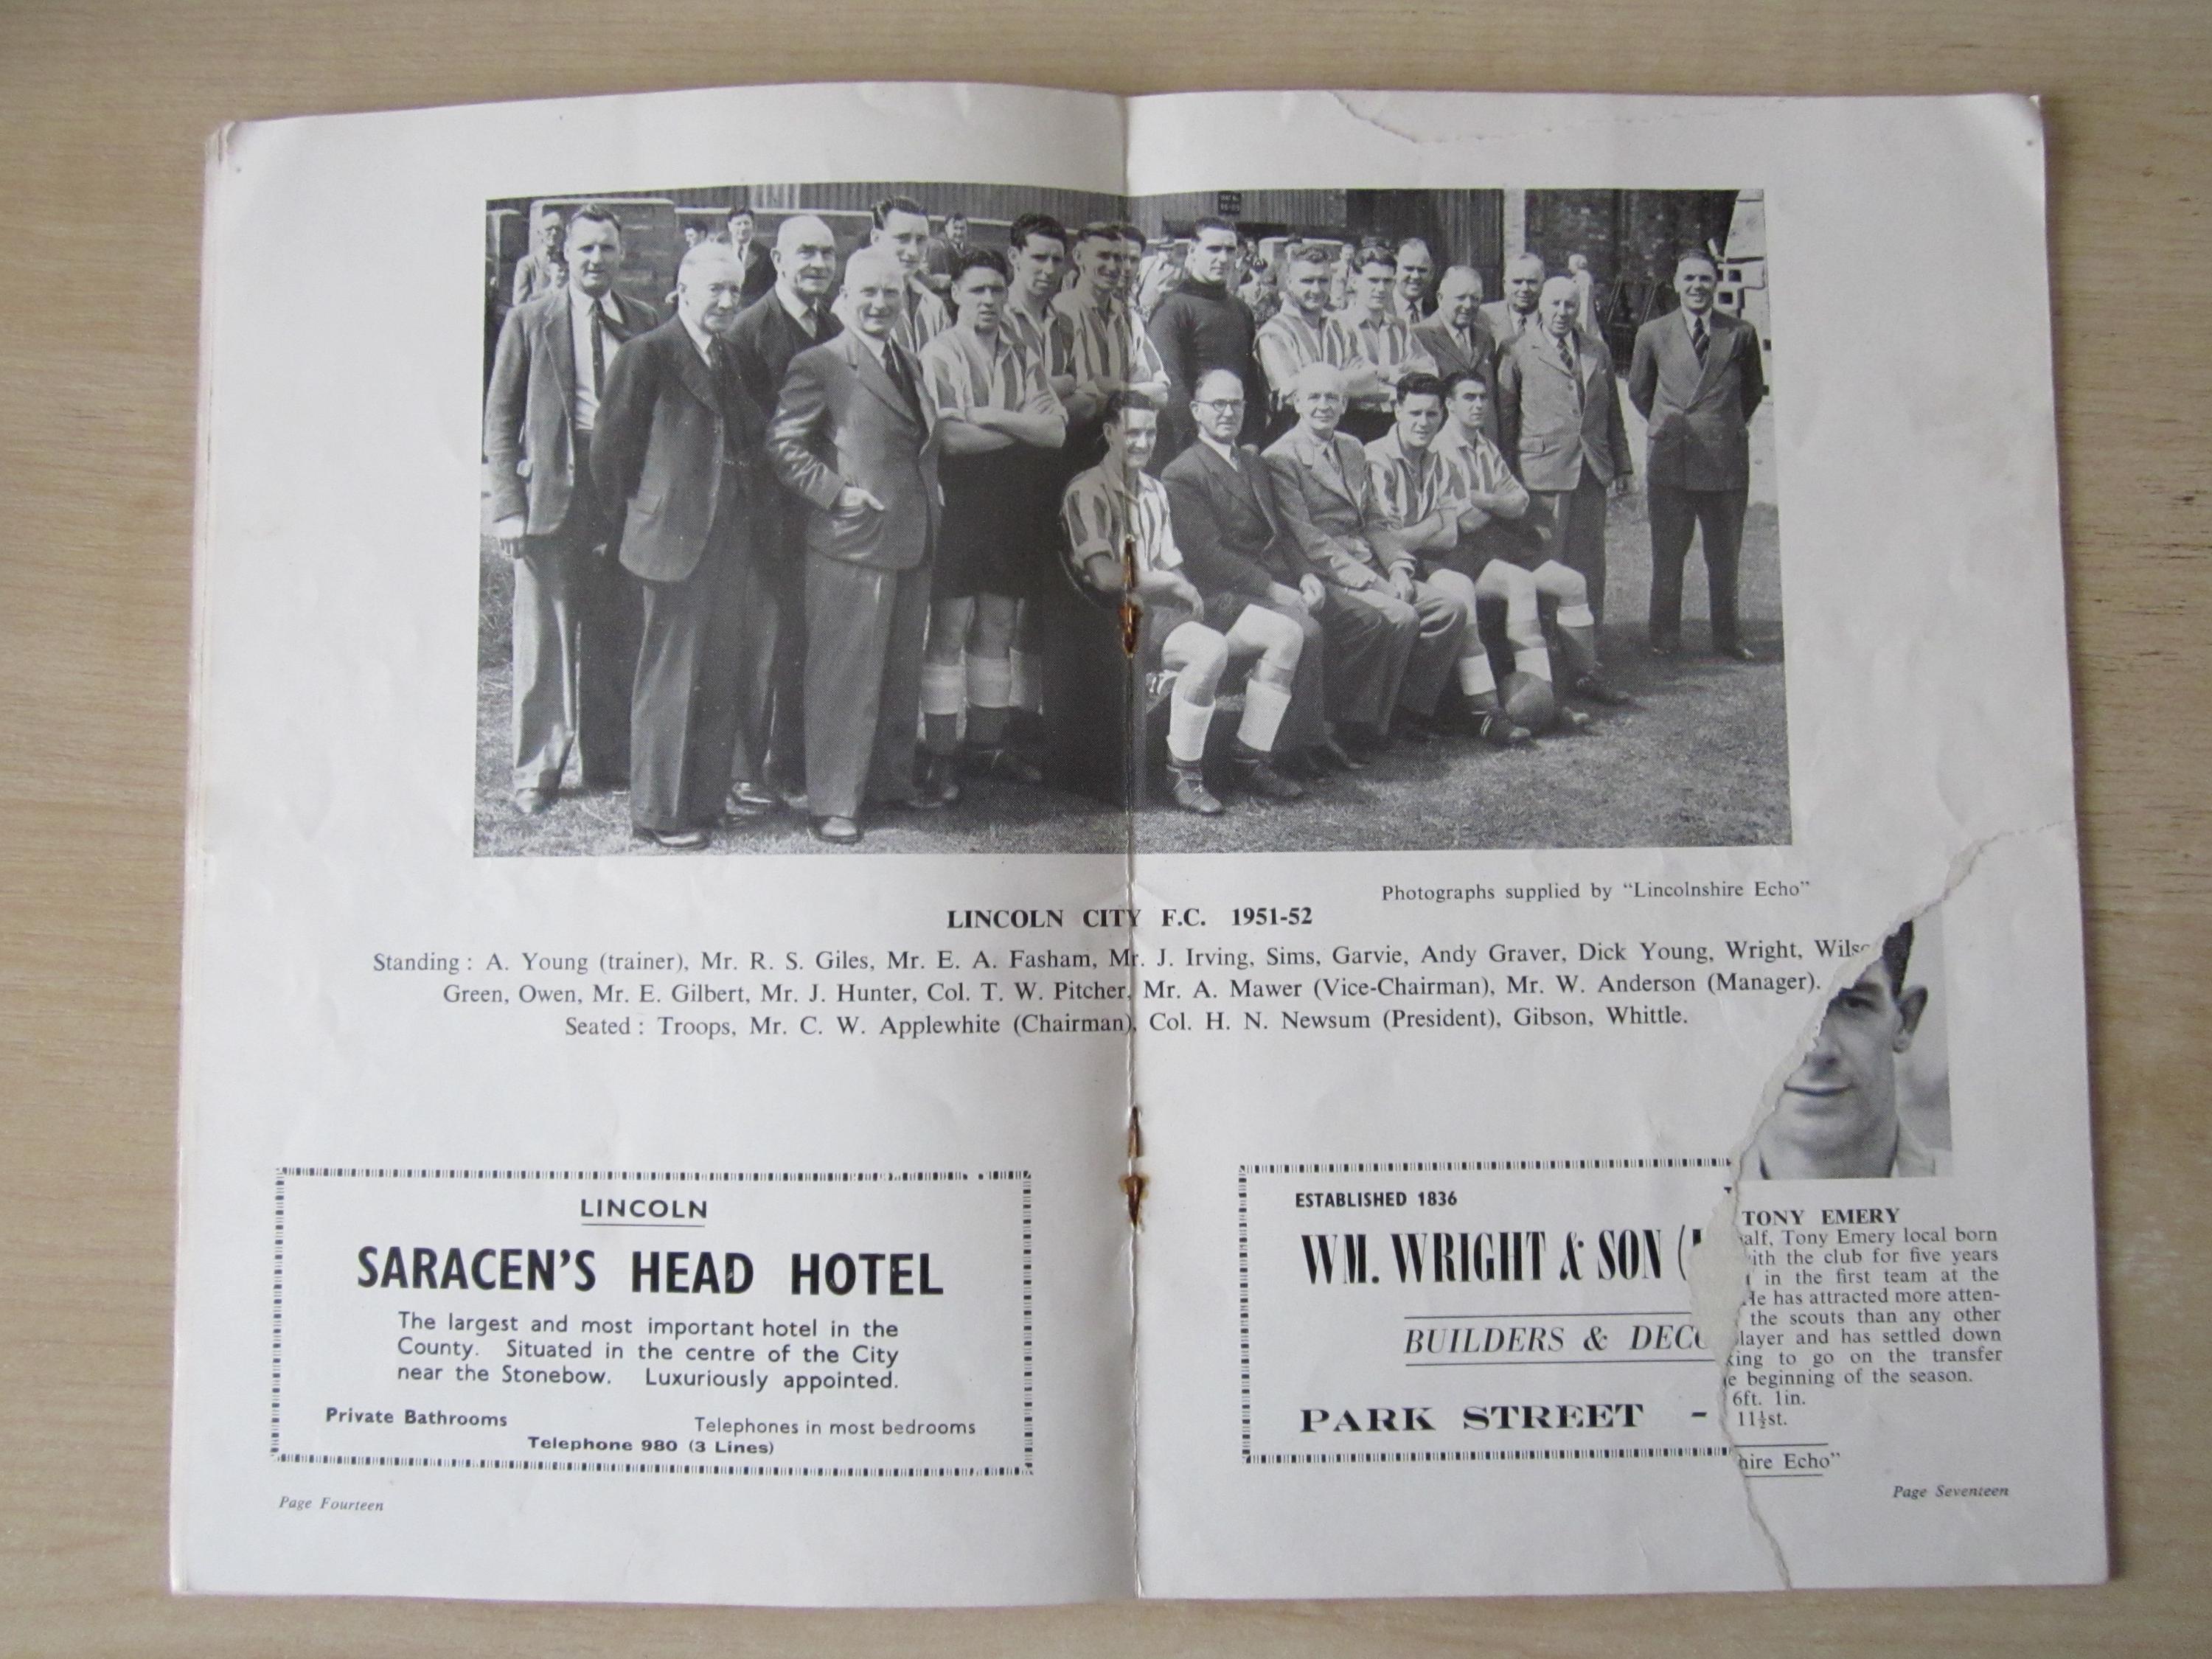 Photographs supplied by "Lincolnshire Echo"
LINCOLN CITY F.C. 1951-52
Standing : A. Young (trainer), Mr. R. S. Giles, Mr. E. A. Fasham, Mr. J. Irving, Sims, Garvie, Andy Graver, Dick Young, Wright,
Green, Owen, Mr. E. Gilbert, Mr. J. Hunter, Col. T. W. Pitcher, Mr. A. Mawer (Vice-Chairman), Mr. W. Anderson (Manager).
Seated : Troops, Mr. C. W. Applewhite (Chairman), Col. H. N. Newsum (President), Gibson, Whittle.
LINCOLN
SARACEN'S HEAD HOTEL
The largest and most important hotel in the
County. Situated in the centre of the City
near the Stonebow. Luxuriously appointed.
Private Bathrooms Telephones in most bedrooms
Telephone 980 (3 Lines)
Page Fourteen
ESTABLISHED 1836
WM. WRIGHT & SON
BUILDERS &
PARK STREET -
TONY EMERY
alf, Tony Emery local born
ith the club for five years
in the first team at the
He has attracted more atten-
the scouts than any other
layer and has settled down
king to go on the transfer
e beginning of the season.
6ft. 1in.
11½st.
hire Echo"
Page Seventeen